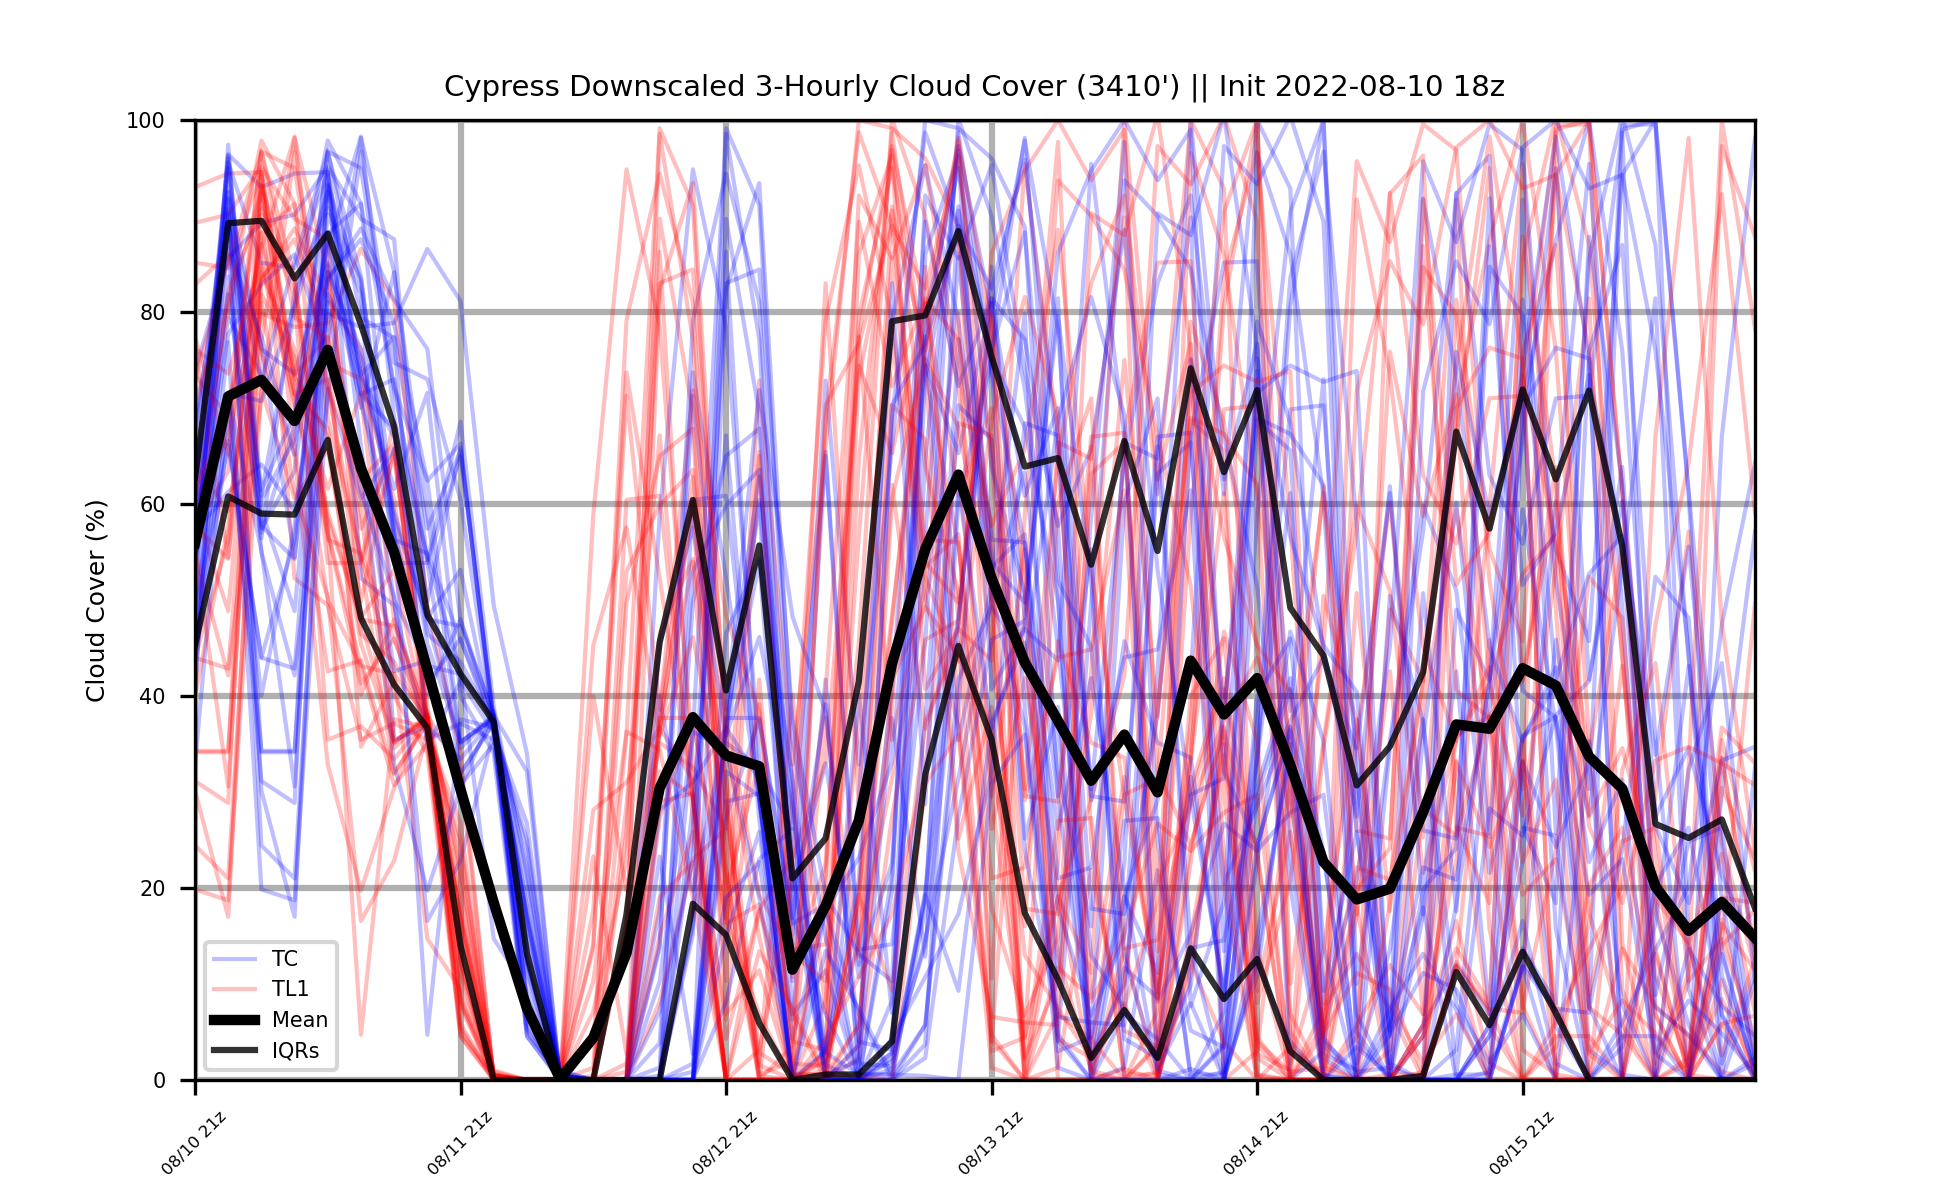 Cypress Downscaled 3-Hourly Cloud Cover (3410') || Init 2022-08-10 18z
Cloud Cover (%)
100
80
60
40
20
0
TC
TL1
Mean
IQRs
08/10 21z
08/11 21z
08/12 21z
08/13 21z
08/14 21z
08/15 21z